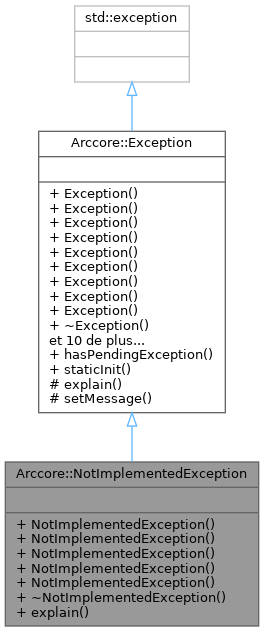 std::exception
Arccore::Exception
+ Exception()
+ Exception()
+ Exception()
+ Exception()
+ Exception()
+ Exception()
+ Exception()
+ Exception()
+ Exception()
+ ~Exception()
et 10 de plus...
+ hasPendingException()
+ staticInit()
# explain()
# setMessage()
Arccore::NotImplementedException
+ NotImplementedException()
+ NotImplementedException()
+ NotImplementedException()
+ NotImplementedException()
+ NotImplementedException()
+ ~NotImplementedException()
+ explain()